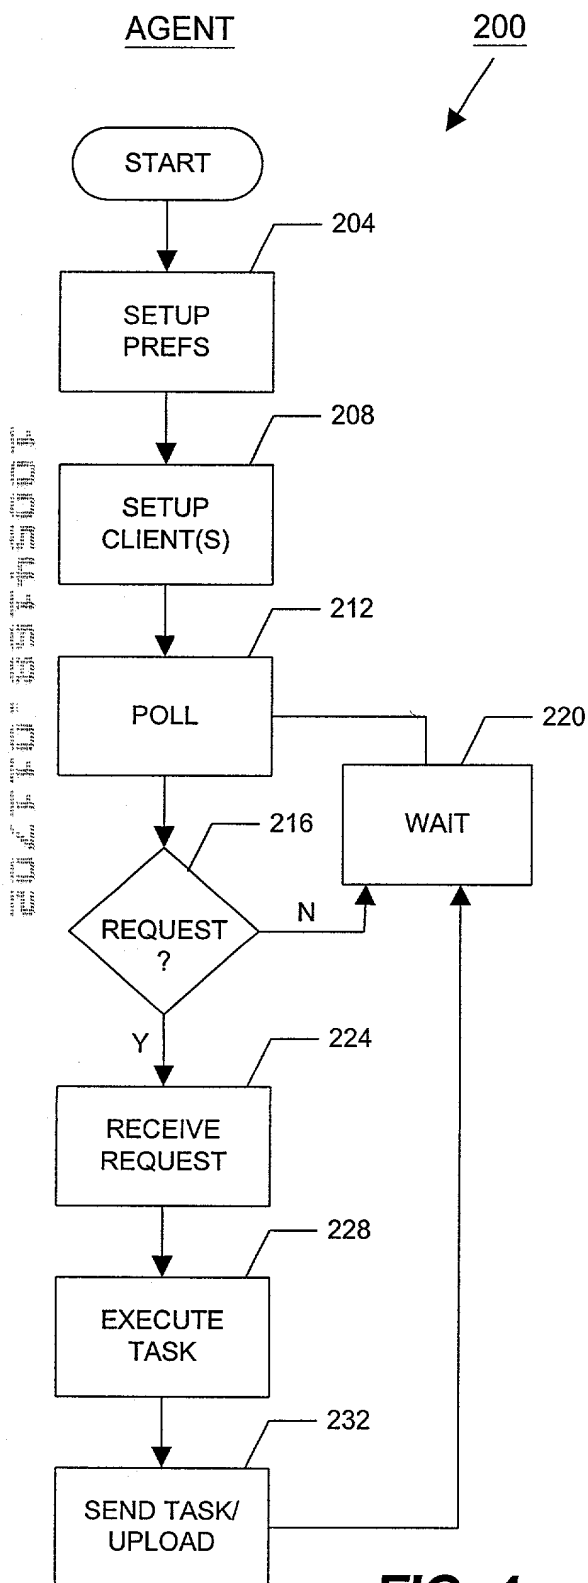 AGENT
200
START
204
SETUP
PREFS
208
SETUP
CLIENT(S)
212
POLL
220
WAIT
216
REQUEST
?
N
Y
224
RECEIVE
REQUEST
228
EXECUTE
TASK
232
SEND TASK/
UPLOAD